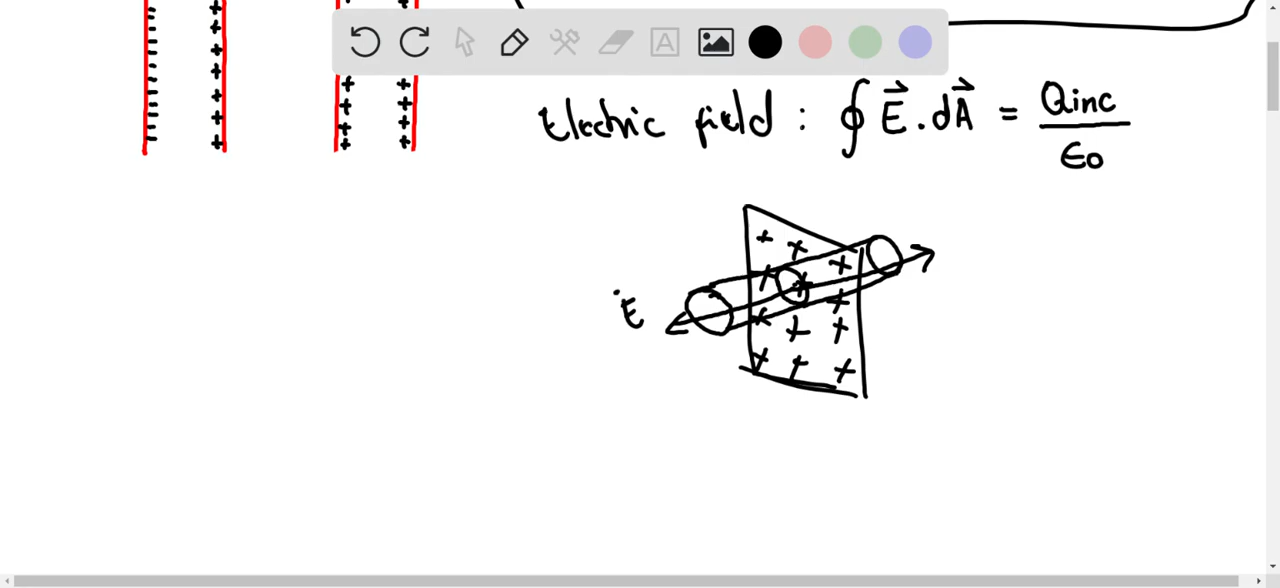 Electric field : ∮ E⃗ . dA⃗ = Qinc / ϵ0
E